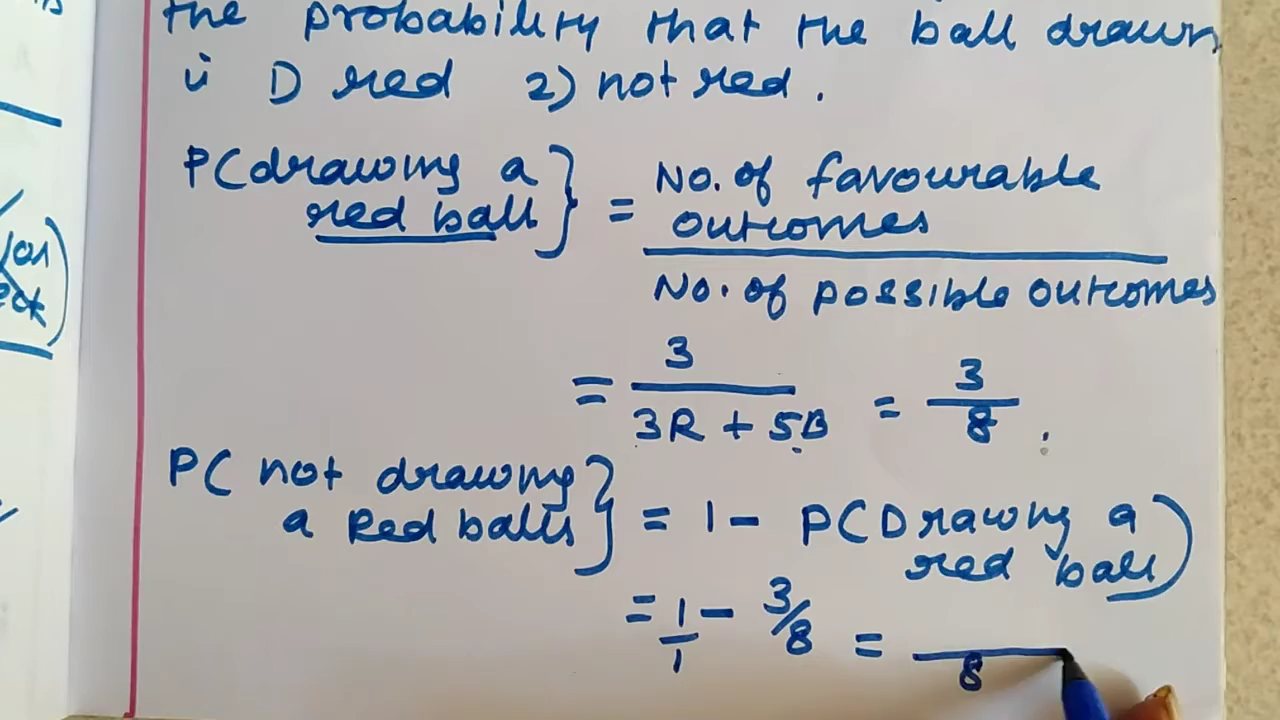 the probability that the ball drawn
is 1) red 2) not red.
P(drawing a
red ball } = No. of favourable
outcomes
No. of possible outcomes
= 3 / 3R + 5B = 3 / 8.
P( not drawing
a Red balls } = 1 - P(Drawing a
red ball)
= 1/1 - 3/8 = / 8